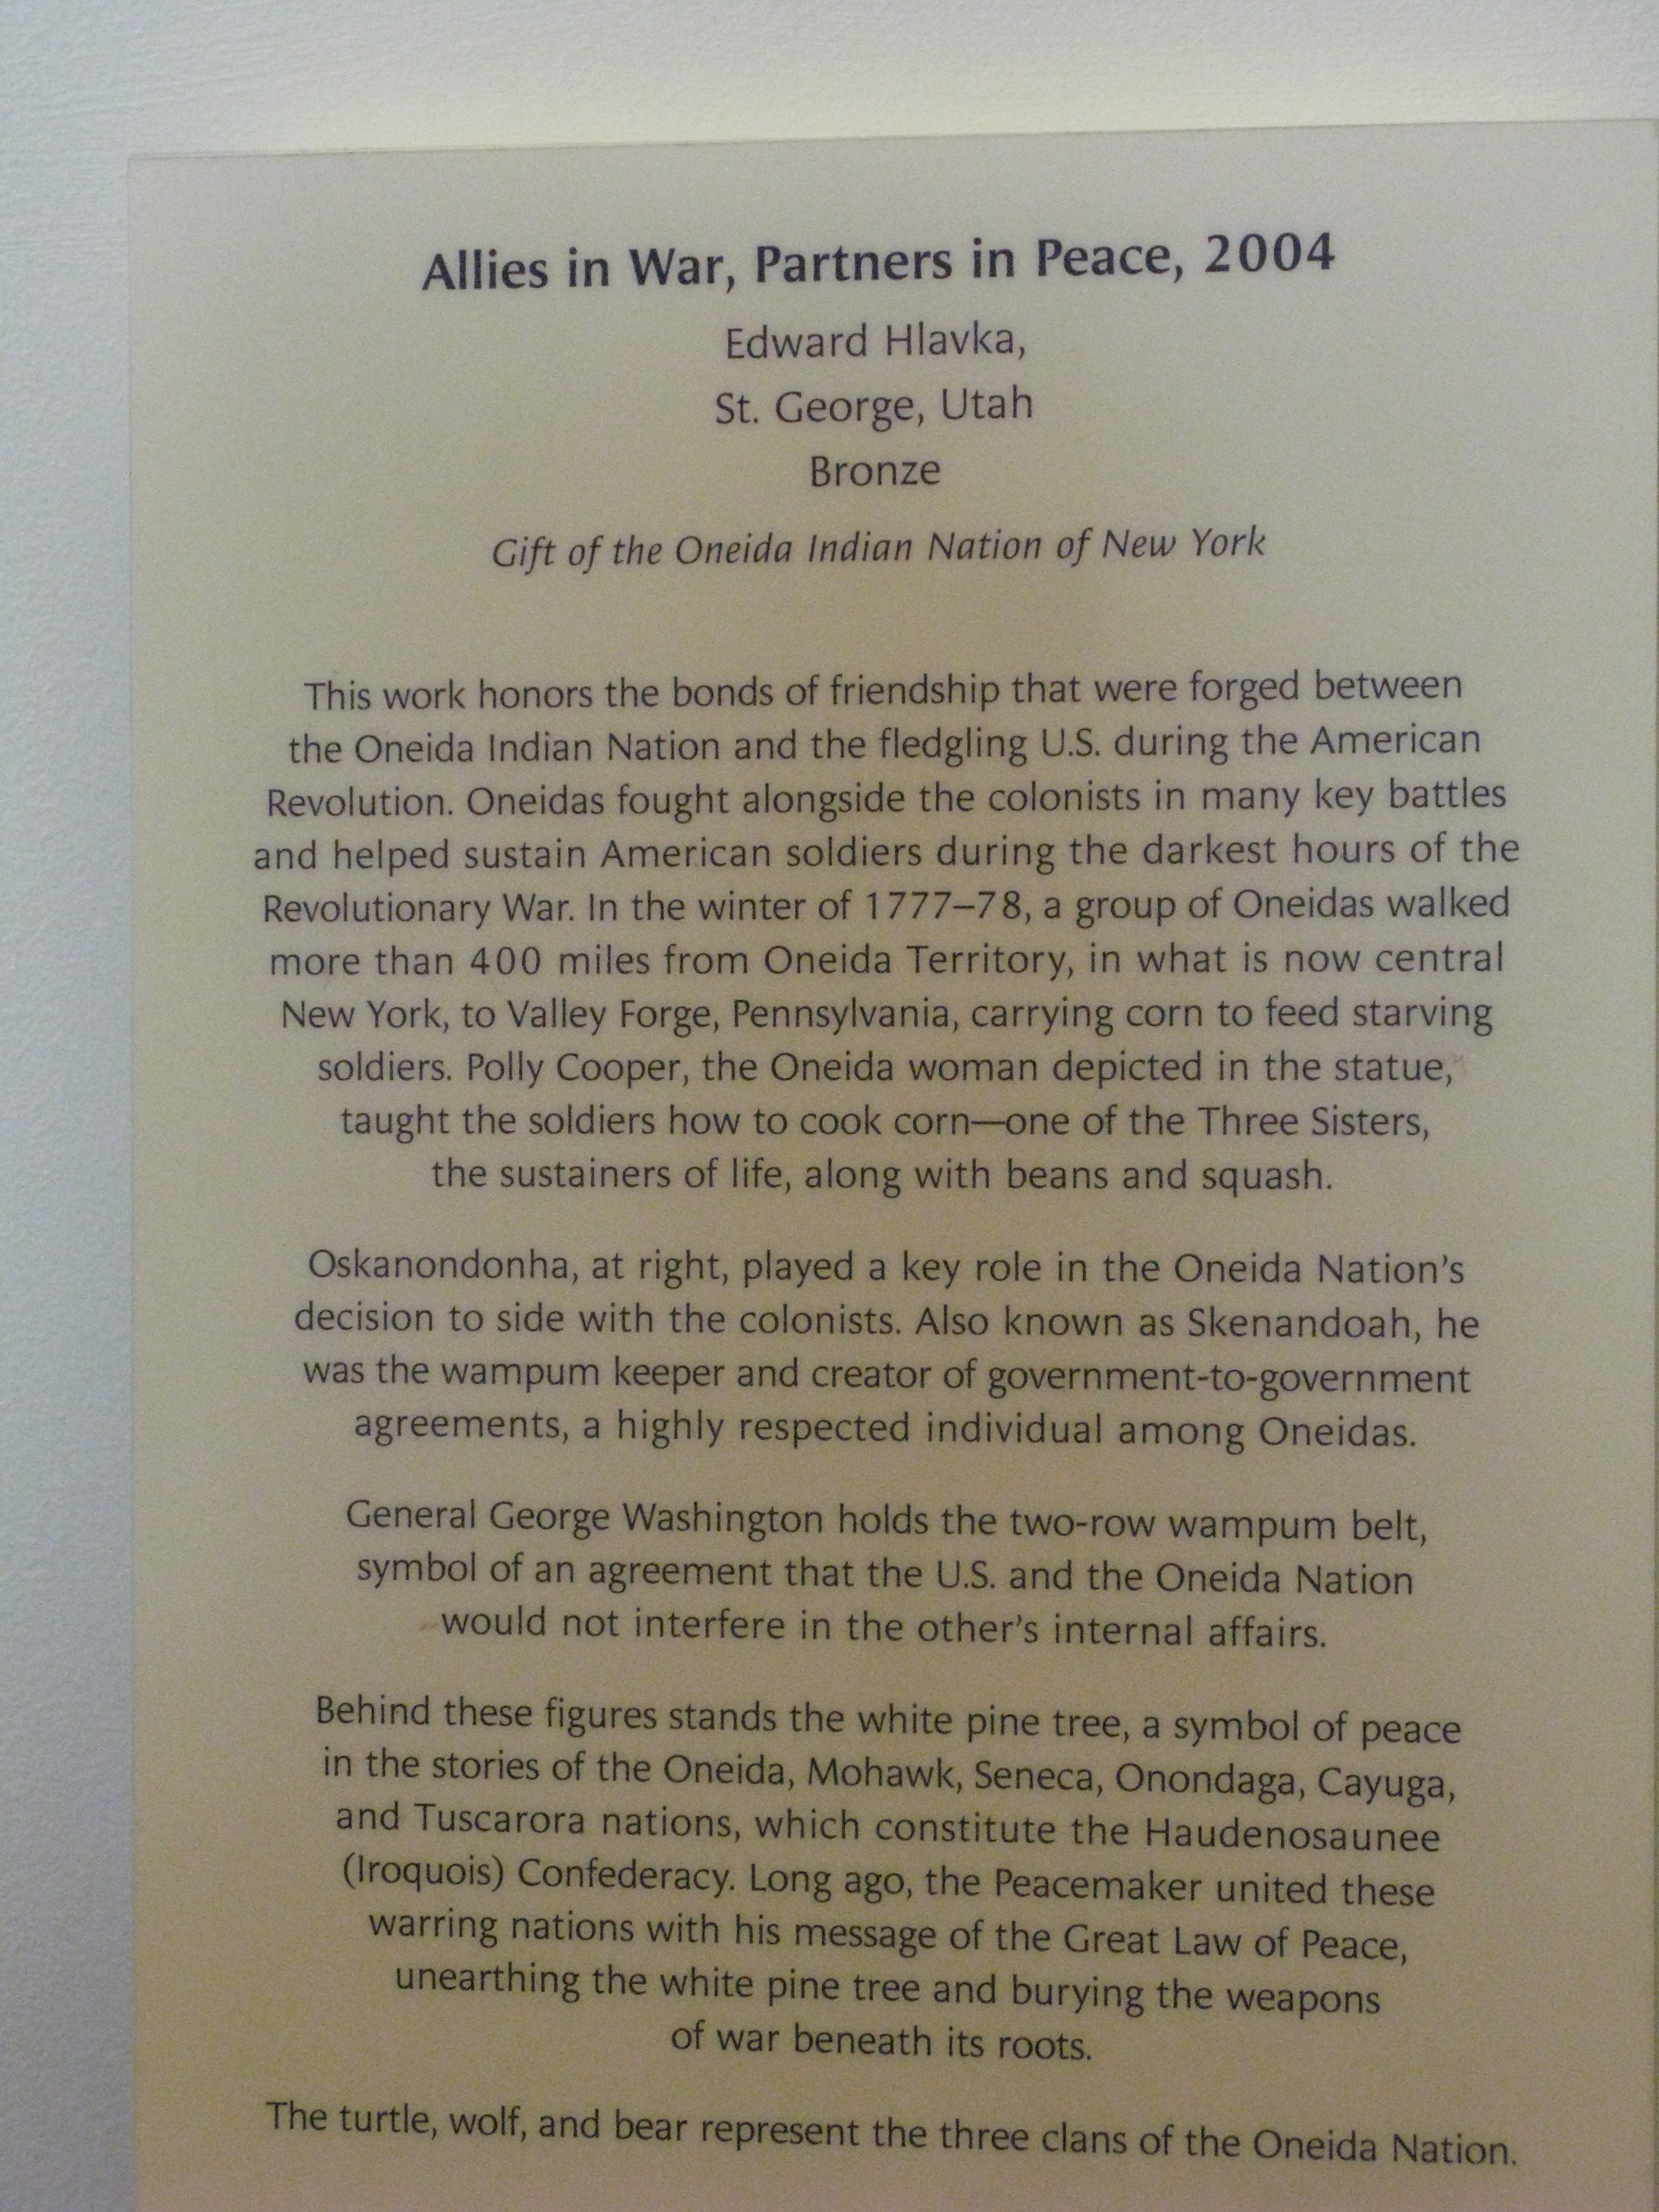 Allies in War, Partners in Peace, 2004
Edward Hlavka,
St. George, Utah
Bronze
Gift of the Oneida Indian Nation of New York
This work honors the bonds of friendship that were forged between
the Oneida Indian Nation and the fledgling U.S. during the American
Revolution. Oneidas fought alongside the colonists in many key battles
and helped sustain American soldiers during the darkest hours of the
Revolutionary War. In the winter of 1777–78, a group of Oneidas walked
more than 400 miles from Oneida Territory, in what is now central
New York, to Valley Forge, Pennsylvania, carrying corn to feed starving
soldiers. Polly Cooper, the Oneida woman depicted in the statue,
taught the soldiers how to cook corn—one of the Three Sisters,
the sustainers of life, along with beans and squash.
Oskanondonha, at right, played a key role in the Oneida Nation's
decision to side with the colonists. Also known as Skenandoah, he
was the wampum keeper and creator of government-to-government
agreements, a highly respected individual among Oneidas.
General George Washington holds the two-row wampum belt,
symbol of an agreement that the U.S. and the Oneida Nation
would not interfere in the other's internal affairs.
Behind these figures stands the white pine tree, a symbol of peace
in the stories of the Oneida, Mohawk, Seneca, Onondaga, Cayuga,
and Tuscarora nations, which constitute the Haudenosaunee
(Iroquois) Confederacy. Long ago, the Peacemaker united these
warring nations with his message of the Great Law of Peace,
unearthing the white pine tree and burying the weapons
of war beneath its roots.
The turtle, wolf, and bear represent the three clans of the Oneida Nation.